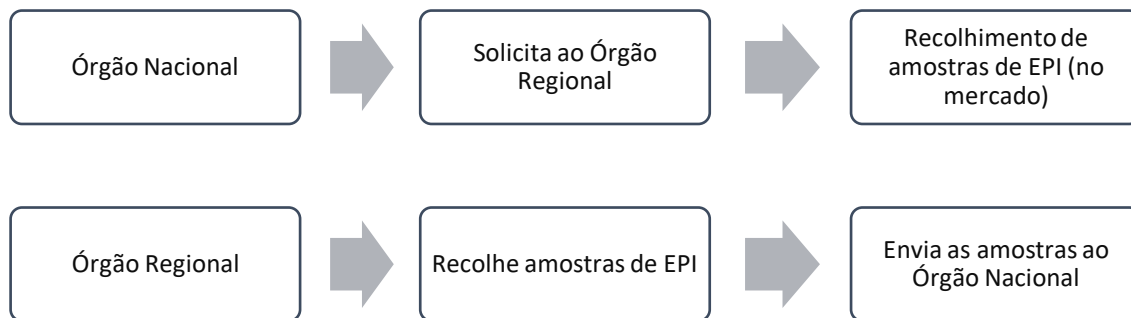 Órgão Nacional
Solicita ao Órgão
Regional
Recolhimento de
amostras de EPI (no
mercado)
Órgão Regional
Recolhe amostras de EPI
Envia as amostras ao
Órgão Nacional